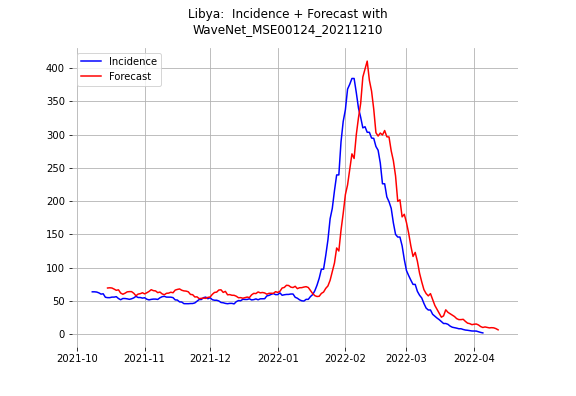 Libya:  Incidence + Forecast with
WaveNet_MSE00124_20211210
Incidence
Forecast
400
350
300
250
200
150
100
50
0
2021-10 2021-11 2021-12 2022-01 2022-02 2022-03 2022-04